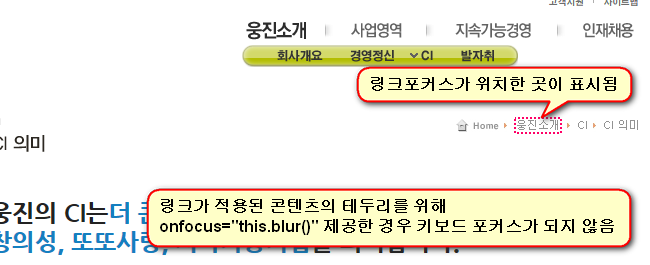 고객지원 사이트맵
웅진소개 사업영역 지속가능경영 인재채용
회사개요 경영정신 CI 발자취
링크포커스가 위치한 곳이 표시됨
Home 웅진소개 CI CI 의미
CI 의미
링크가 적용된 콘텐츠의 테두리를 위해
onfocus="this.blur()" 제공한 경우 키보드 포커스가 되지 않음
웅진의 CI는더
창의성, 또또사랑,